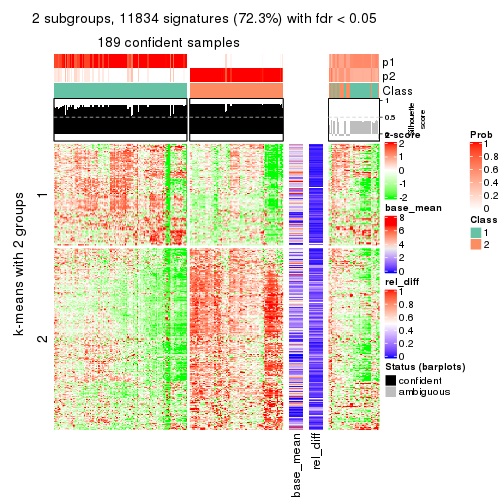 2 subgroups, 11834 signatures (72.3%) with fdr < 0.05
189 confident samples
p1
p2
Class
1
0.5
0
Silhouette
score
k-means with 2 groups
1
2
base_mean
rel_diff
z-score
2
1
0
-1
-2
base_mean
8
6
4
2
0
rel_diff
1
0.8
0.6
0.4
0.2
0
Status (barplots)
confident
ambiguous
Prob
1
0.8
0.6
0.4
0.2
0
Class
1
2